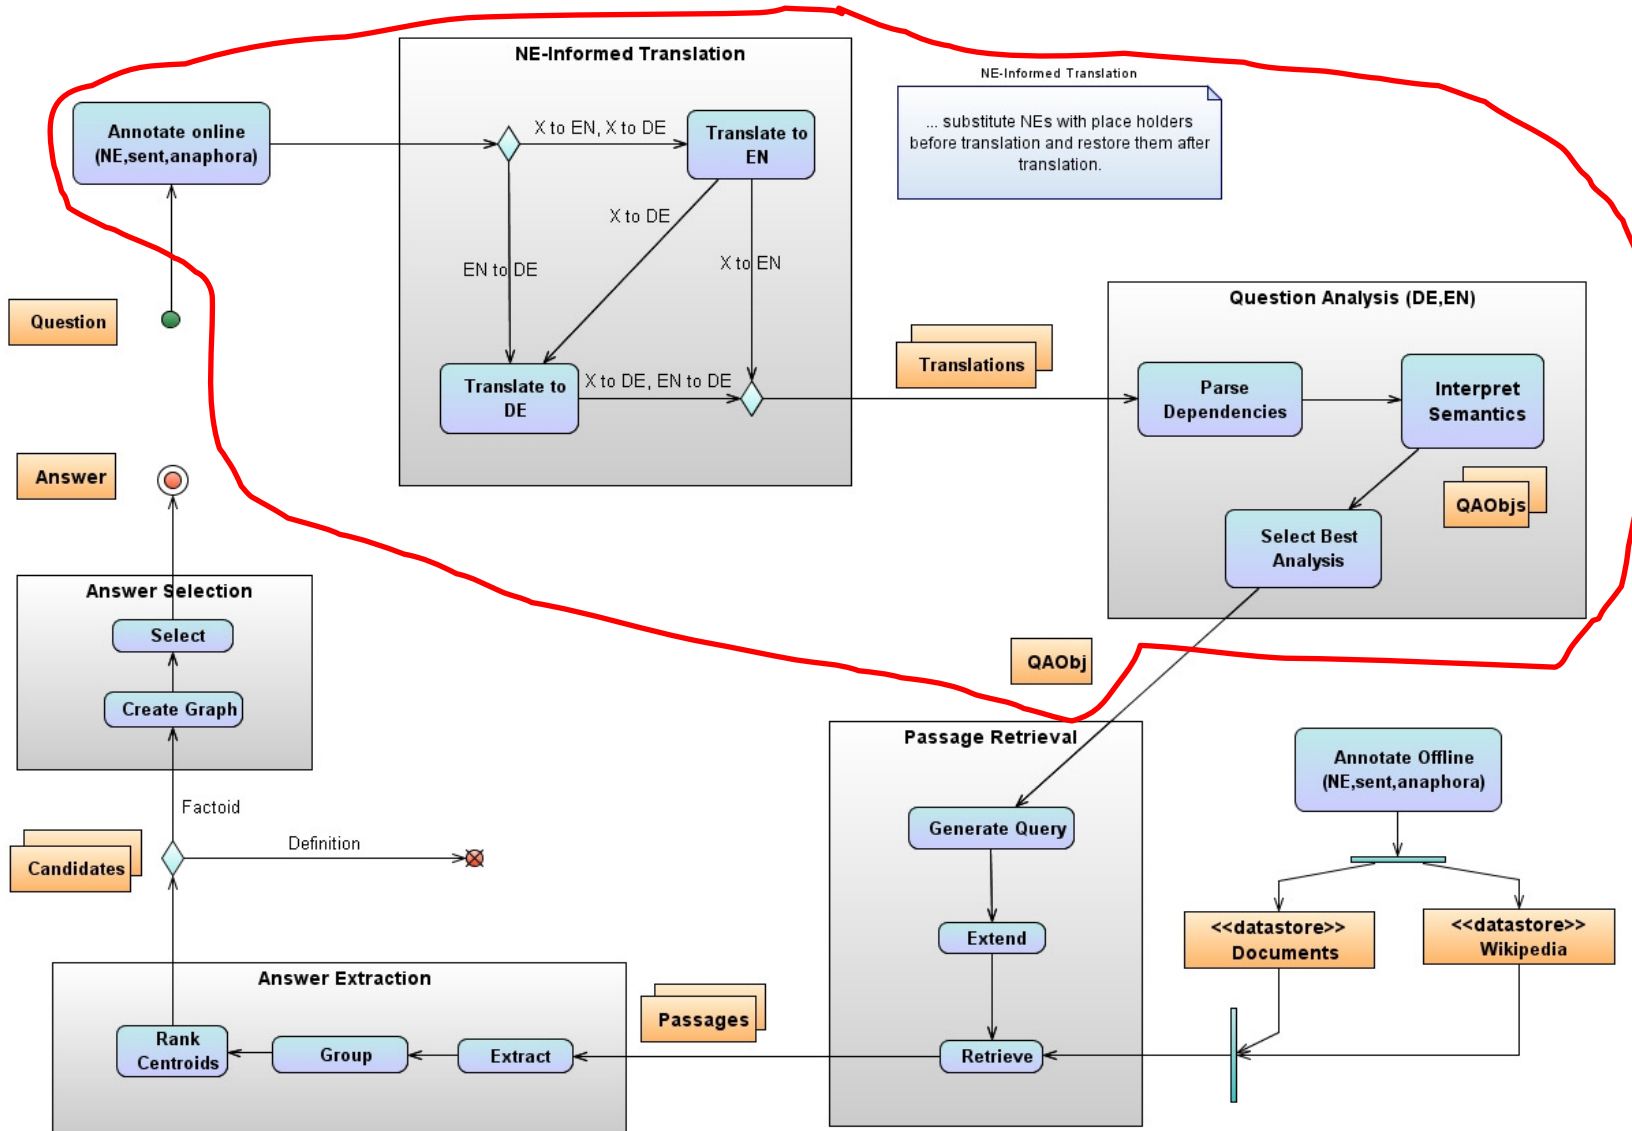 NE-Informed Translation
NE-Informed Translation
... substitute NEs with place holders
before translation and restore them after
translation.
Annotate online
(NE,sent,anaphora)
X to EN, X to DE
Translate to
EN
X to DE
EN to DE
X to EN
Question
Question Analysis (DE,EN)
Translations
Translate to
DE
X to DE, EN to DE
Parse
Dependencies
Interpret
Semantics
QAObjs
Select Best
Analysis
Answer
Answer Selection
Select
Create Graph
QAObj
Passage Retrieval
Annotate Offline
(NE,sent,anaphora)
Factoid
Generate Query
Candidates
Definition
Extend
<<datastore>>
Documents
<<datastore>>
Wikipedia
Answer Extraction
Passages
Rank
Centroids
Group
Extract
Retrieve